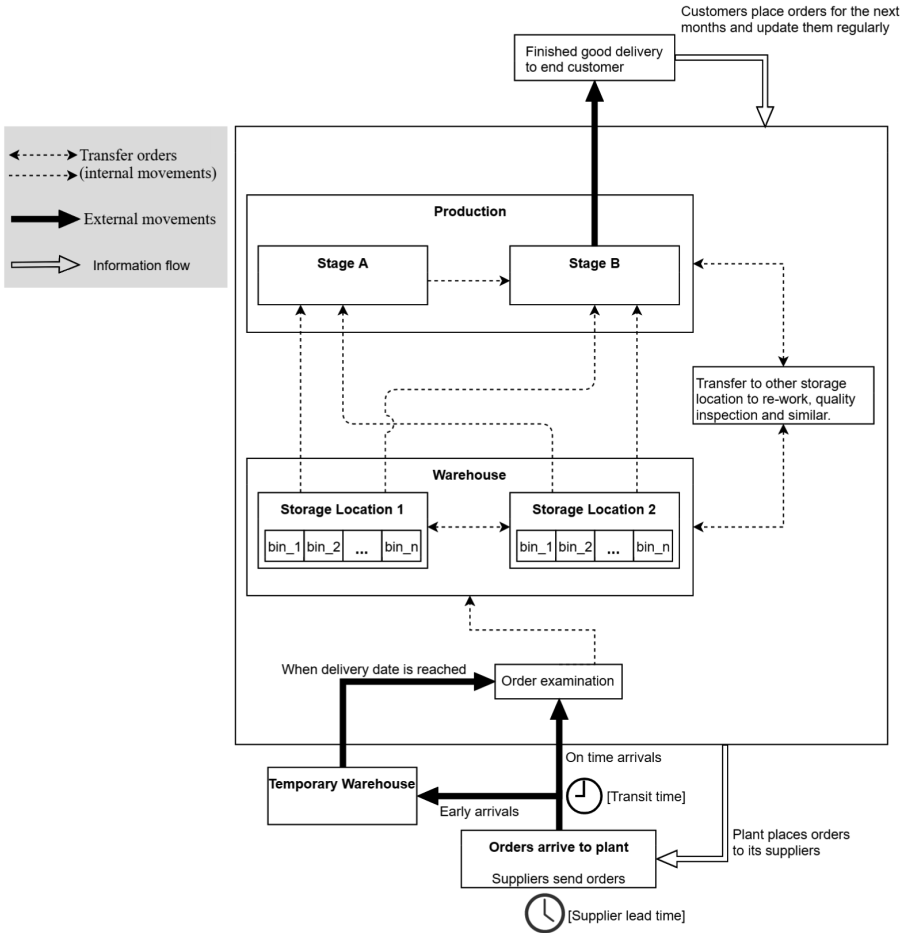 Customers place orders for the next
months and update them regularly
Finished good delivery
to end customer
Transfer orders
(internal movements)
External movements
Information flow
Production
Stage A
Stage B
Transfer to other storage
location to re-work, quality
inspection and similar.
Warehouse
Storage Location 1
bin_1 bin_2 ... bin_n
Storage Location 2
bin_1 bin_2 ... bin_n
When delivery date is reached
Order examination
On time arrivals
Temporary Warehouse
Early arrivals
[Transit time]
Orders arrive to plant
Suppliers send orders
Plant places orders
to its suppliers
[Supplier lead time]